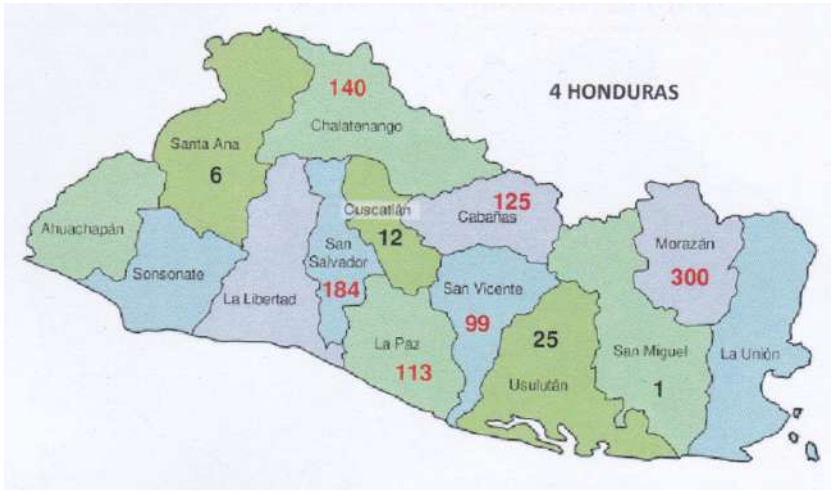 140
4 HONDURAS
Chalatenango
Santa Ana
6
125
Cuscatlán
Cabañas
Ahuachapán
12
San
Salvador
Morazán
Sonsonate
300
184
San Vicente
La Libertad
99
25
La Paz
San Miguel
La Unión
113
Usulután
1